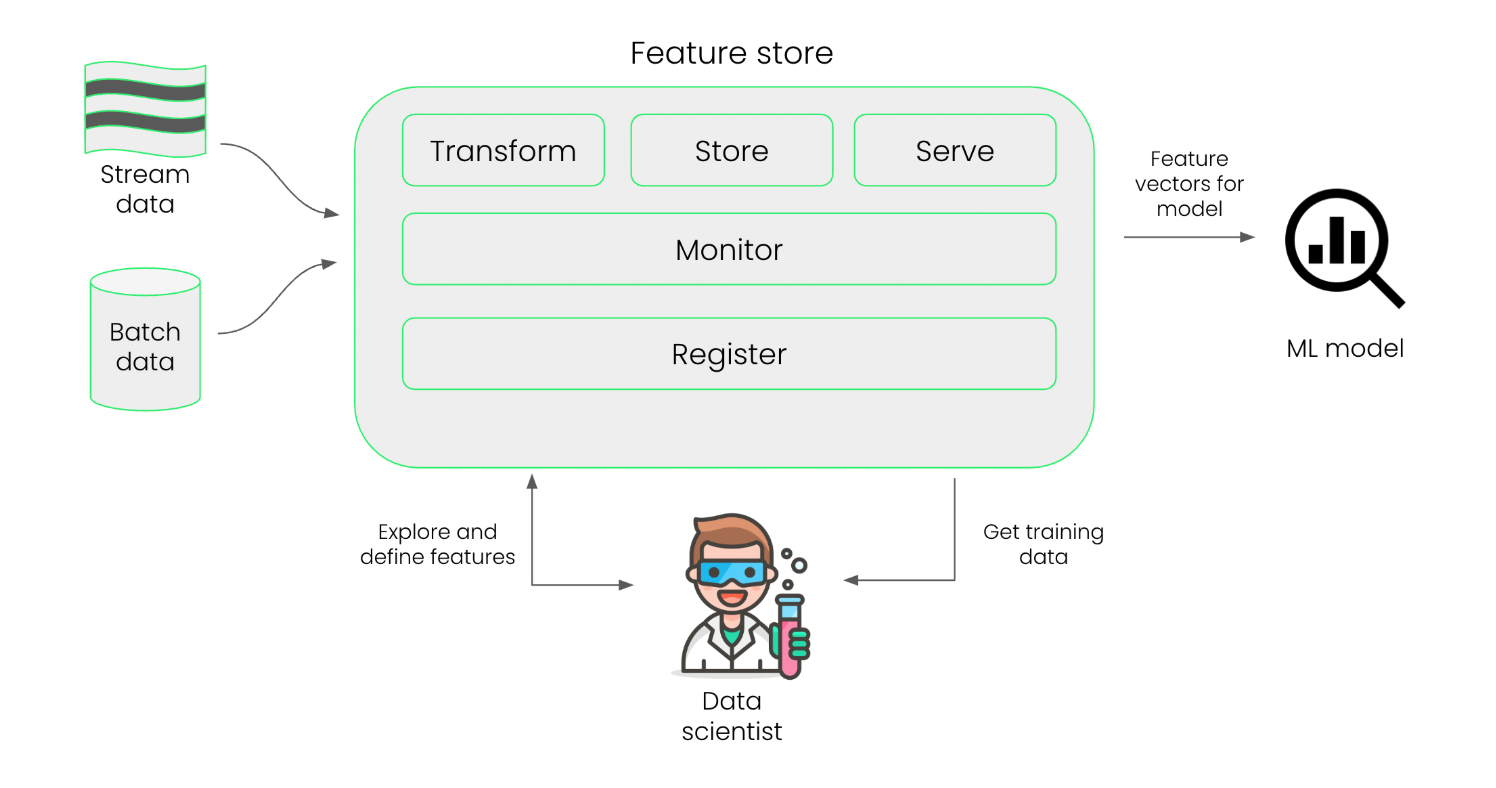 Feature store
Stream
data
Batch
data
Transform
Store
Serve
Monitor
Register
Feature
vectors for
model
ML model
Explore and
define features
Get training
data
Data
scientist